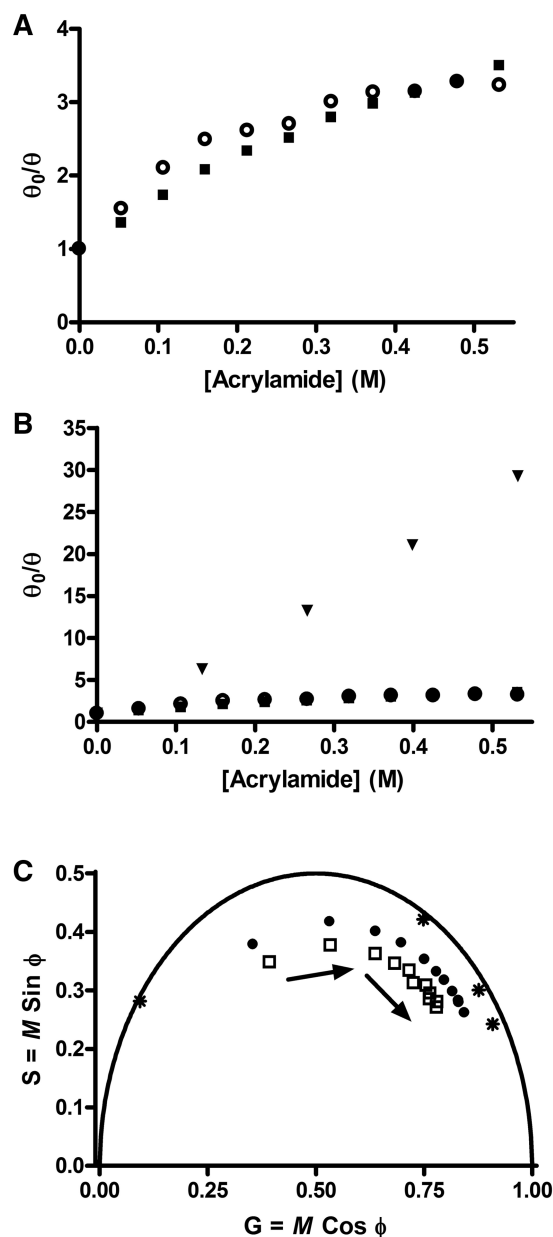 A
4
3
2
1
0
θ0/θ
0.0 0.1 0.2 0.3 0.4 0.5
[Acrylamide] (M)
B
35
30
25
20
15
10
5
0
θ0/θ
0.0 0.1 0.2 0.3 0.4 0.5
[Acrylamide] (M)
C
0.5
0.4
0.3
0.2
0.1
0.0
S = M Sin ϕ
0.00 0.25 0.50 0.75 1.00
G = M Cos ϕ